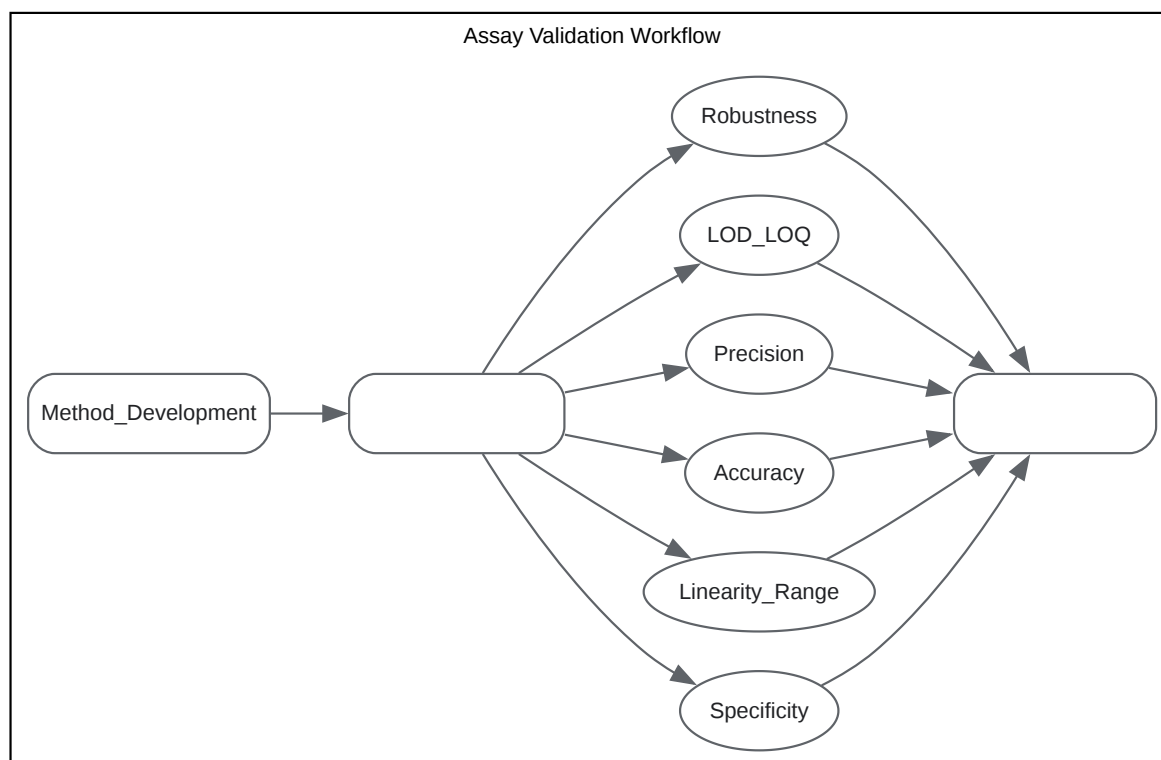 Assay Validation Workflow
Robustness
LOD_LOQ
Precision
Method_Development
Accuracy
Linearity_Range
Specificity